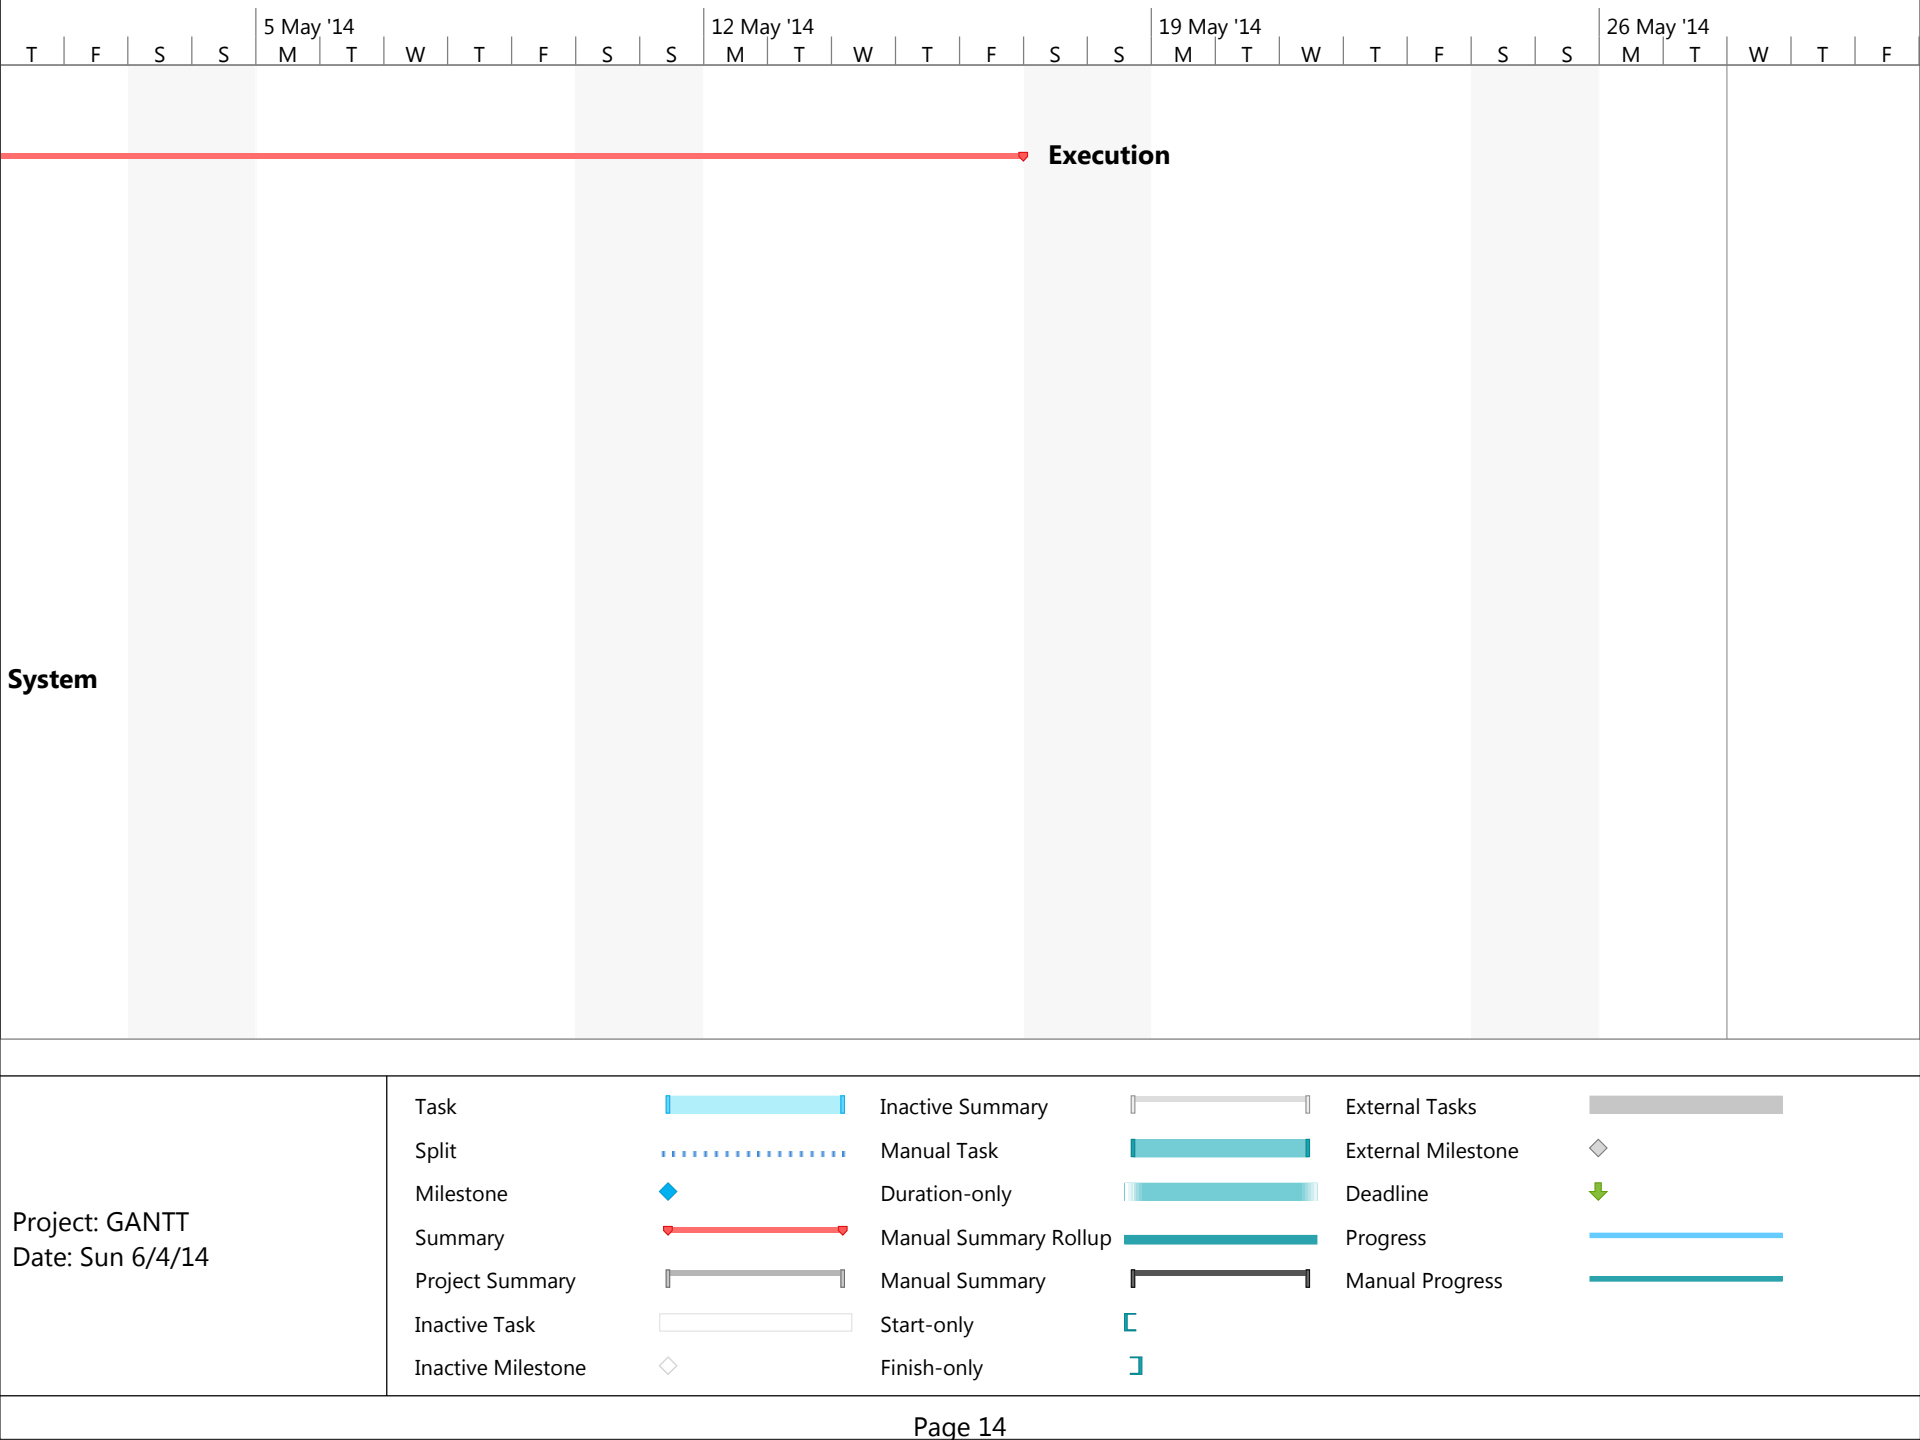 5 May '14 12 May '14 19 May '14 26 May '14
T F S S M T W T F S S M T W T F S S M T W T F S S M T W T F
Execution
System
Task Inactive Summary External Tasks
Split Manual Task External Milestone
Milestone Duration-only Deadline
Summary Manual Summary Rollup Progress
Project Summary Manual Summary Manual Progress
Inactive Task Start-only
Inactive Milestone Finish-only
Project: GANTT
Date: Sun 6/4/14
Page 14